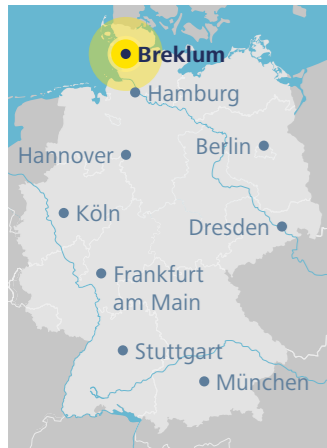 Breklum
Hamburg
Berlin
Hannover
Köln
Dresden
Frankfurt
am Main
Stuttgart
München